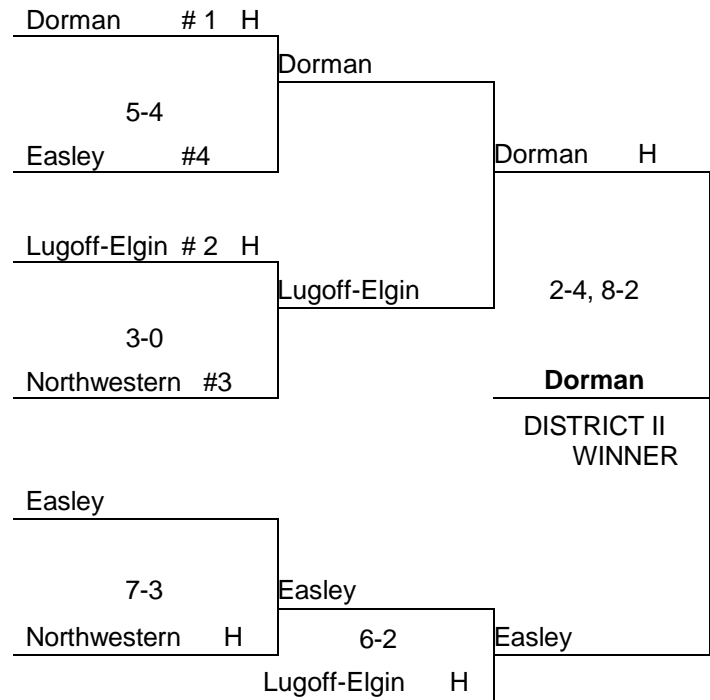 Dorman # 1 H
Dorman
5-4
Easley #4
Dorman H
Lugoff-Elgin # 2 H
Lugoff-Elgin
2-4, 8-2
3-0
Northwestern #3
Dorman
DISTRICT II
WINNER
Easley
7-3
Easley
Northwestern H
6-2
Easley
Lugoff-Elgin H